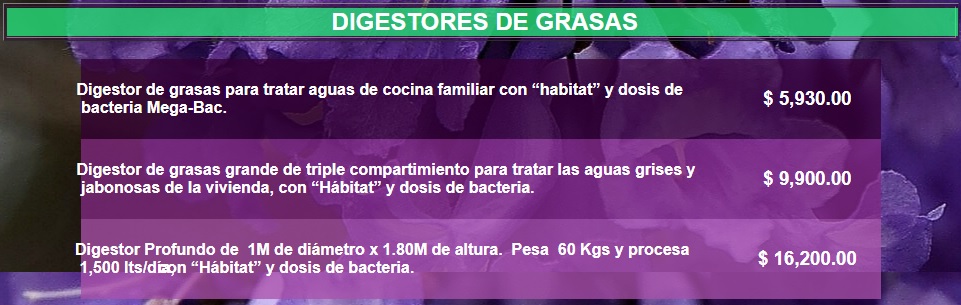 DIGESTORES DE GRASAS
Digestor de grasas para tratar aguas de cocina familiar con “habitat” y dosis de
bacteria Mega-Bac.
$ 5,930.00
Digestor de grasas grande de triple compartimiento para tratar las aguas grises y
jabonosas de la vivienda, con “Hábitat” y dosis de bacteria.
$ 9,900.00
Digestor Profundo de 1M de diámetro x 1.80M de altura. Pesa 60 Kgs y procesa
1,500 lts/día, con “Hábitat” y dosis de bacteria.
$ 16,200.00